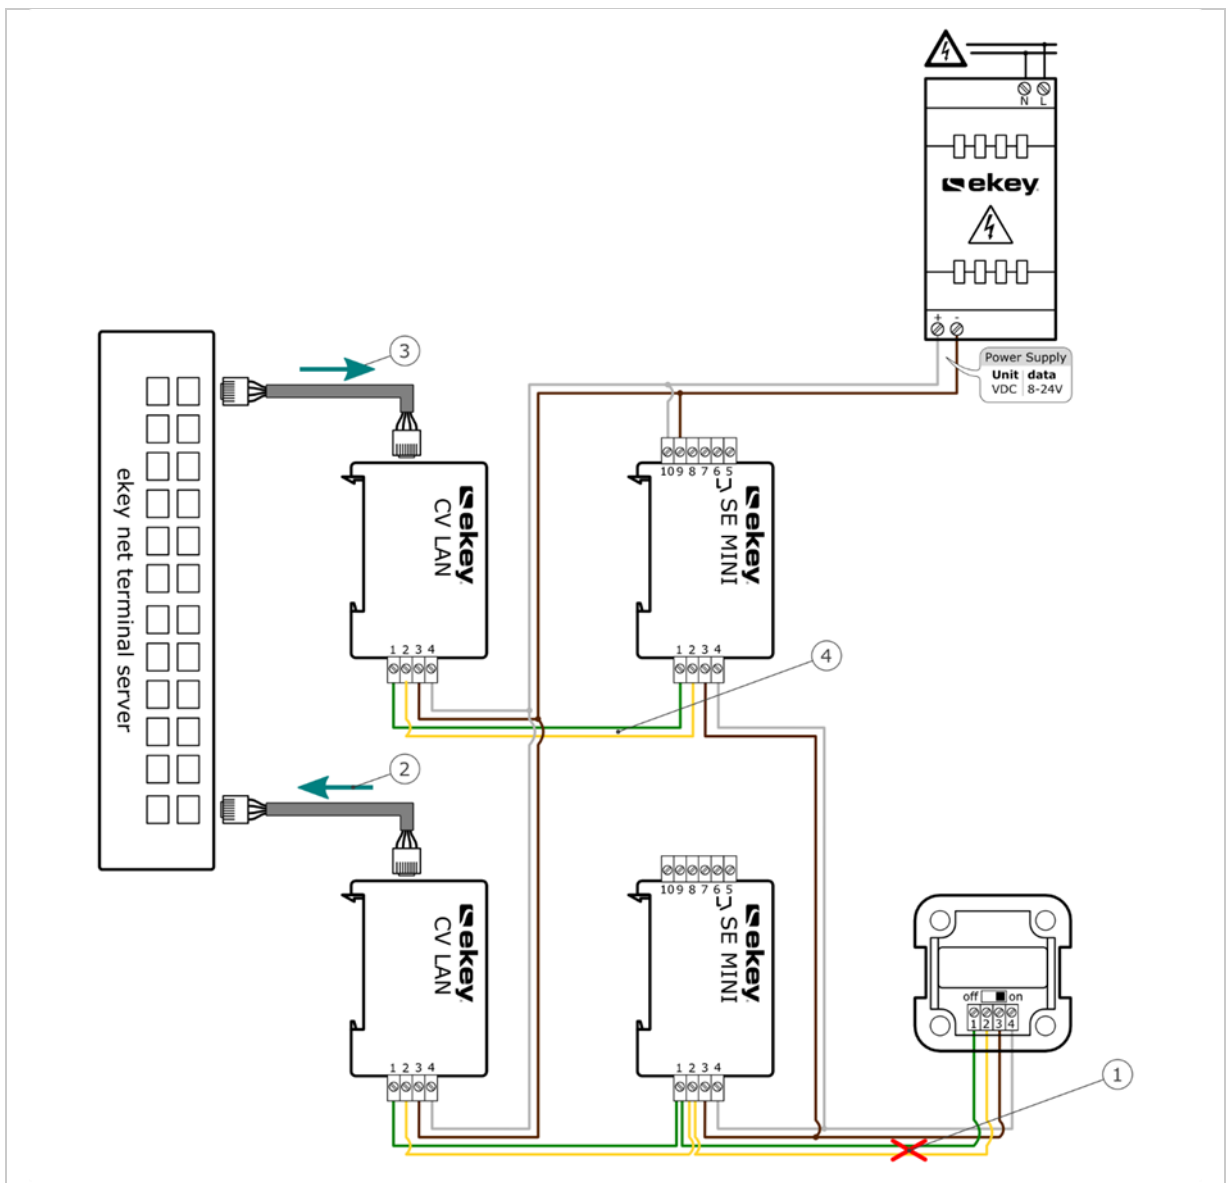 N L
ekey
+ -
Power Supply
Unit data
VDC 8-24V
3
ekey net terminal server
10 9 8 7 6 5
ekey
CV LAN
ekey
SE MINI
1 2 3 4
1 2 3 4
4
2
10 9 8 7 6 5
ekey
CV LAN
ekey
SE MINI
off on
1 2 3 4
1 2 3 4
1 2 3 4
1